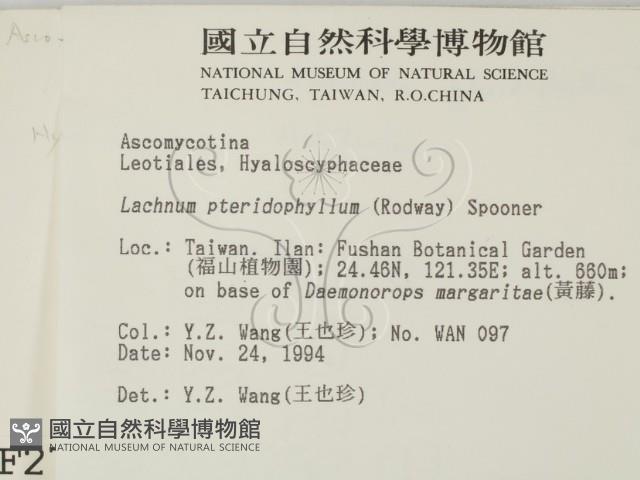 Asco.
國立自然科學博物館
NATIONAL MUSEUM OF NATURAL SCIENCE
TAICHUNG, TAIWAN, R.O.CHINA
Hy
Ascomycotina
Leotiales, Hyaloscyphaceae
Lachnum pteridophyllum (Rodway) Spooner
Loc.: Taiwan. Ilan: Fushan Botanical Garden
(福山植物園); 24.46N, 121.35E; alt. 660m;
on base of Daemonorops margaritae(黃藤).
Col.: Y.Z. Wang(王也珍); No. WAN 097
Date: Nov. 24, 1994
Det.: Y.Z. Wang(王也珍)
國立自然科學博物館
NATIONAL MUSEUM OF NATURAL SCIENCE
F2